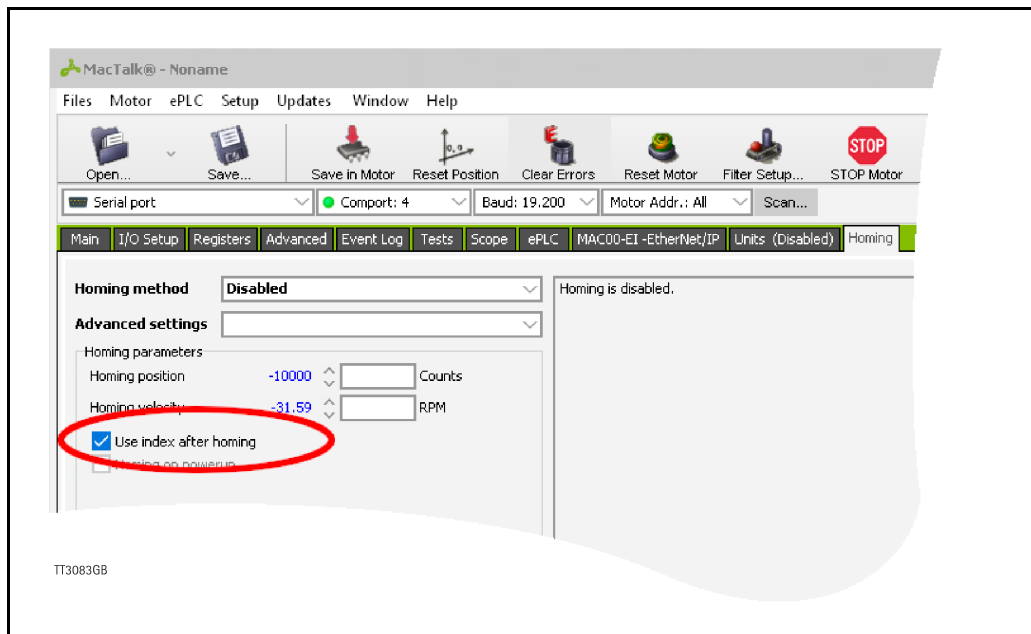 MacTalk® - Noname
Files Motor ePLC Setup Updates Window Help
Open... Save... Save in Motor Reset Position Clear Errors Reset Motor Filter Setup... STOP Motor
STOP
Serial port Comport: 4 Baud: 19.200 Motor Addr.: All Scan...
Main I/O Setup Registers Advanced Event Log Tests Scope ePLC MAC00-EI -EtherNet/IP Units (Disabled) Homing
Homing method Disabled Homing is disabled.
Advanced settings
Homing parameters
Homing position -10000 Counts
Homing velocity -31.59 RPM
Use index after homing
Homing on powerup
TT3083GB